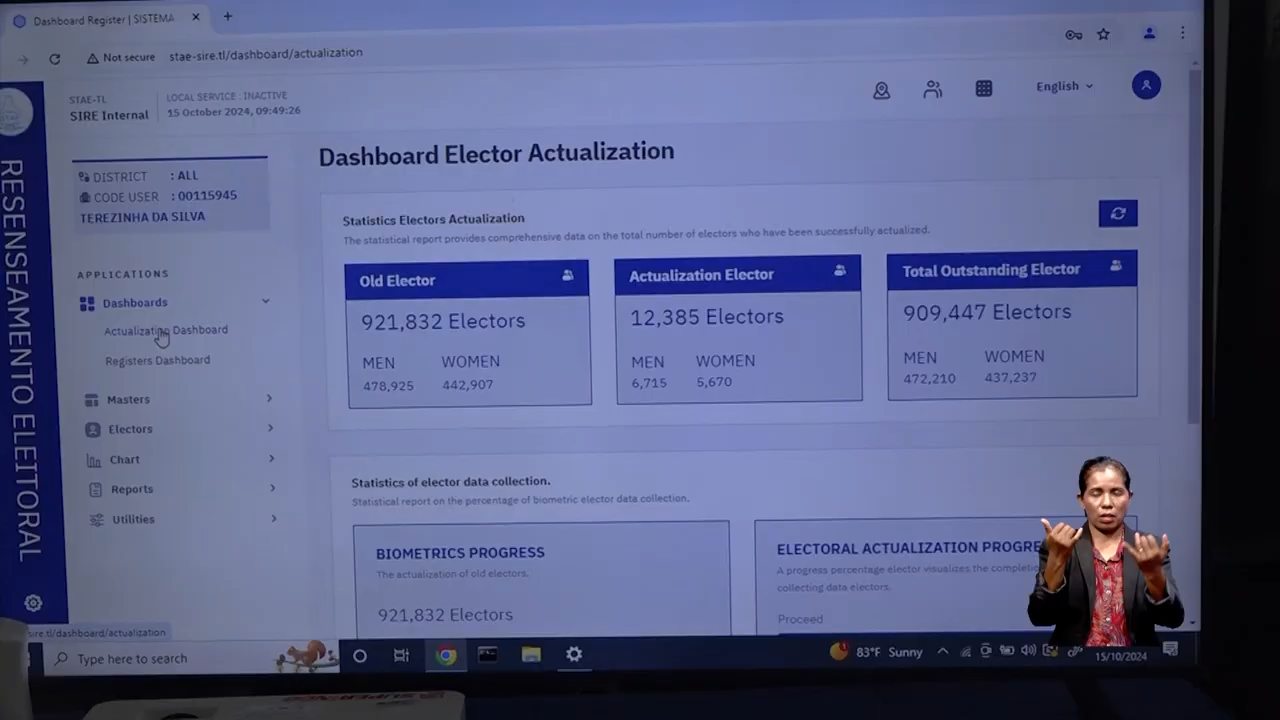 Dashboard Register | SISTEMA
Not secure stae-sire.tl/dashboard/actualization
RESENSEAMENTO ELEITORAL
STAE-TL
SIRE Internal
LOCAL SERVICE . INACTIVE
15 October 2024, 09:49:26
English
DISTRICT : ALL
CODE USER : 00115945
TEREZINHA DA SILVA
APPLICATIONS
Dashboards
Actualizating Dashboard
Registers Dashboard
Masters
Electors
Chart
Reports
Utilities
Dashboard Elector Actualization
Statistics Electors Actualization
The statistical report provides comprehensive data on the total number of electors who have been successfully actualized.
Old Elector
921,832 Electors
MEN WOMEN
478,925 442,907
Actualization Elector
12,385 Electors
MEN WOMEN
6,715 5,670
Total Outstanding Elector
909,447 Electors
MEN WOMEN
472,210 437,237
Statistics of elector data collection.
Statistical report on the percentage of biometric elector data collection.
BIOMETRICS PROGRESS
The actualization of old electors.
921,832 Electors
ELECTORAL ACTUALIZATION PROGRE
A progress percentage elector visualizes the completi
collecting data electors.
Proceed
sire.tl/dashboard/actualization
Type here to search
83°F Sunny
15/10/2024